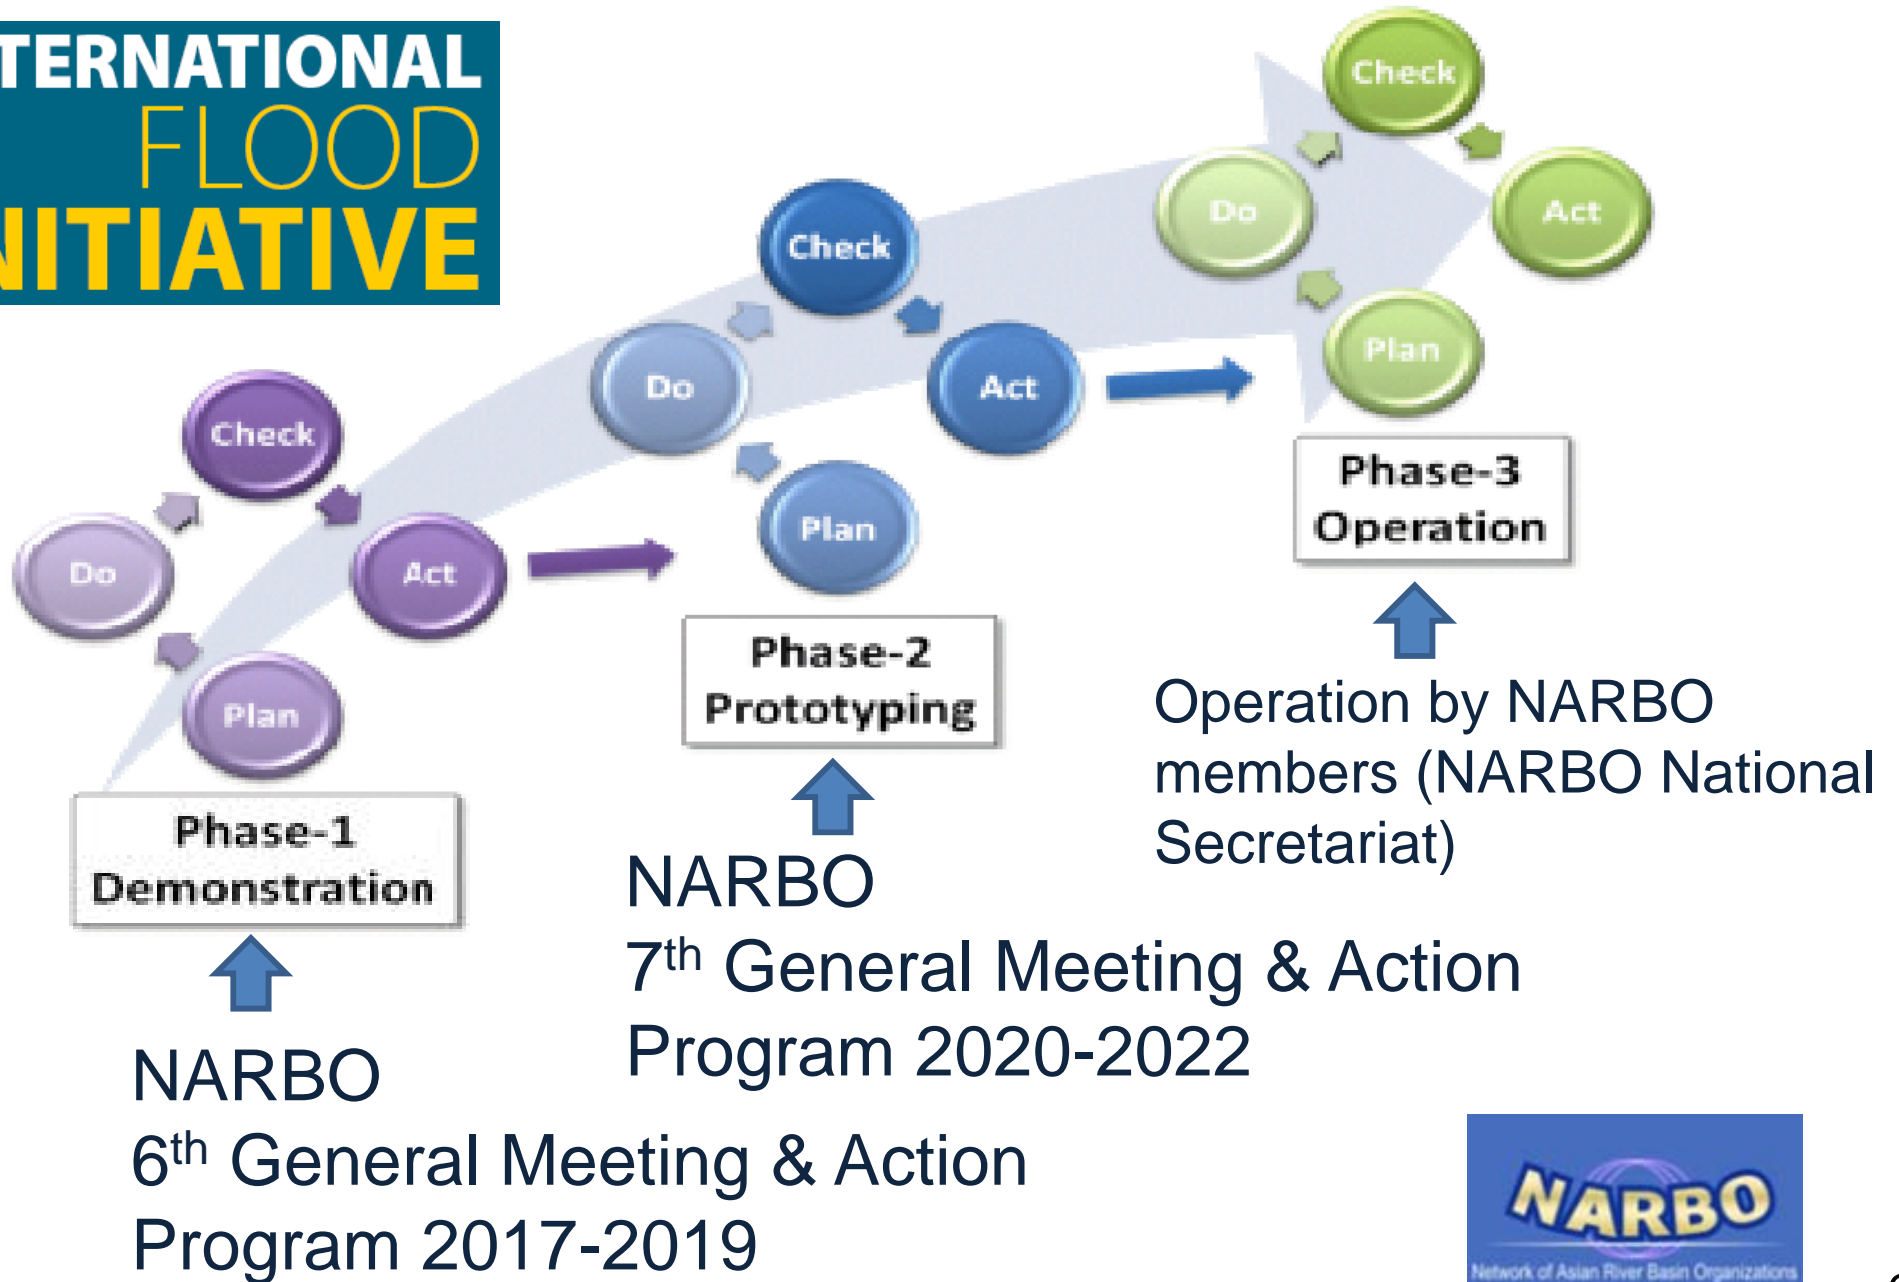 TERNATIONAL
FLOOD
NITIATIVE
Check
Do
Act
Plan
Phase-3
Operation
Check
Do
Act
Plan
Phase-2
Prototyping
Check
Do
Act
Plan
Phase-1
Demonstration
Operation by NARBO
members (NARBO National
Secretariat)
NARBO
7th General Meeting & Action
Program 2020-2022
NARBO
6th General Meeting & Action
Program 2017-2019
NARBO
Network of Asian River Basin Organizations